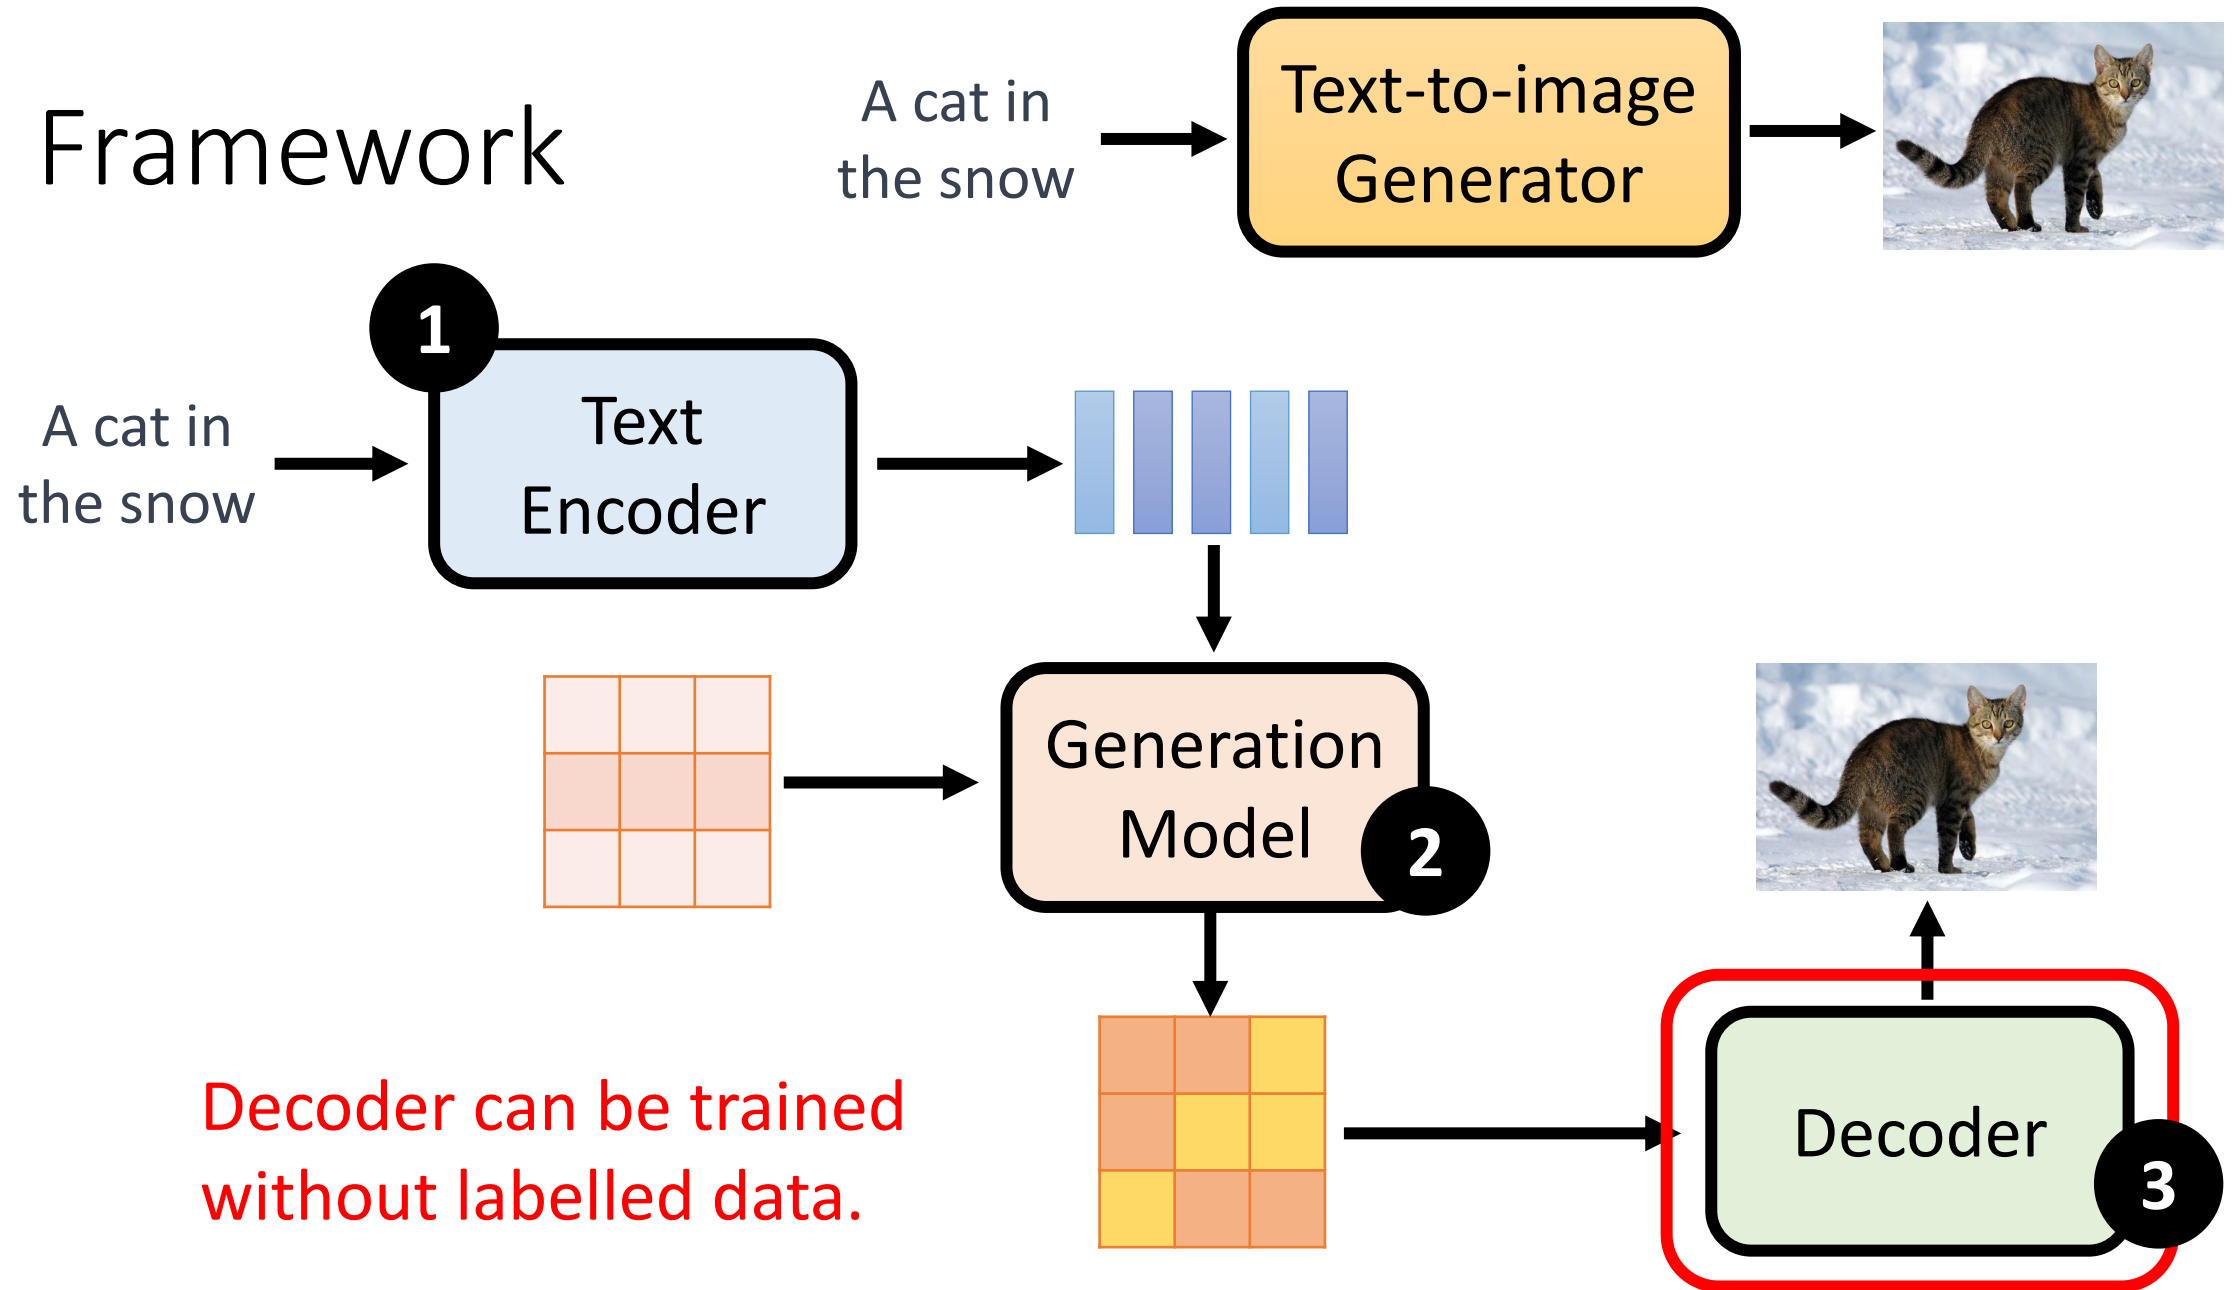 Framework
A cat in
the snow
Text-to-image
Generator
1
A cat in
the snow
Text
Encoder
Generation
Model
2
Decoder can be trained
without labelled data.
Decoder
3